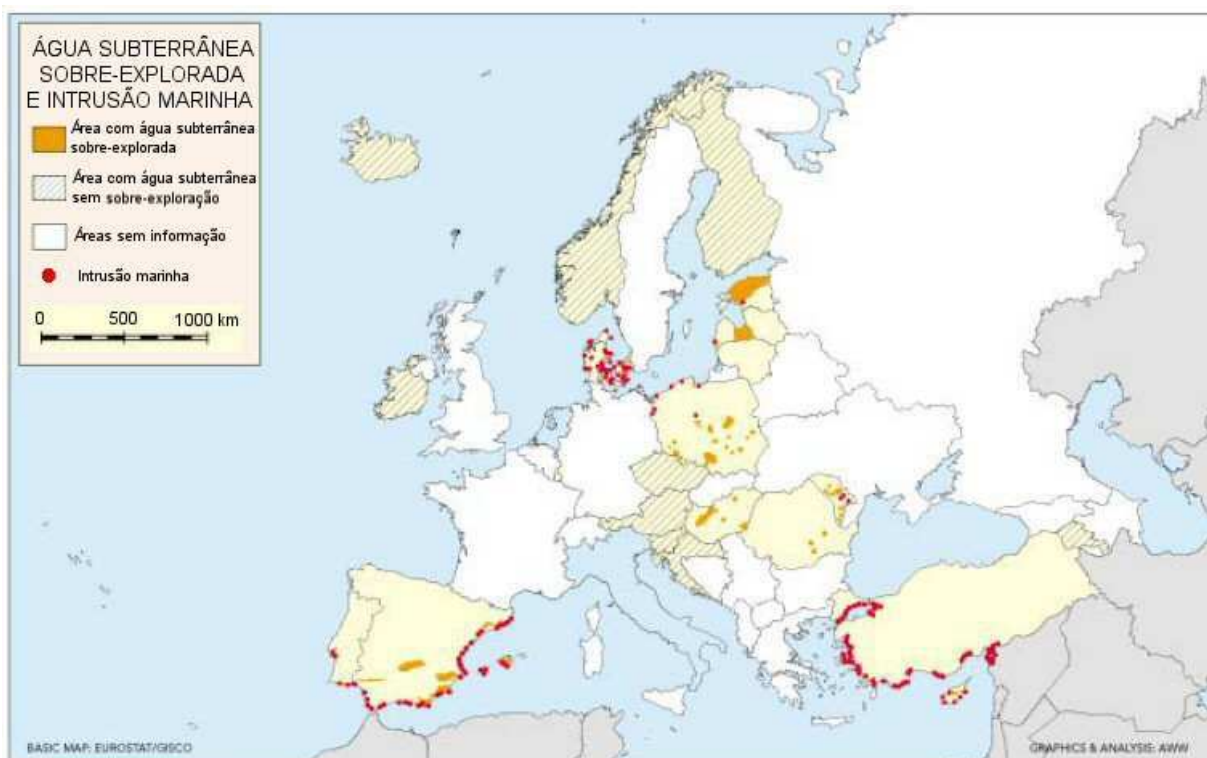 ÁGUA SUBTERRÂNEA
SOBRE-EXPLORADA
E INTRUSÃO MARINHA
Área com água subterrânea
sobre-explorada
Área com água subterrânea
sem sobre-exploração
Áreas sem informação
Intrusão marinha
0 500 1000 km
BASIC MAP: EUROSTAT/GISCO
GRAPHICS & ANALYSIS: AWW